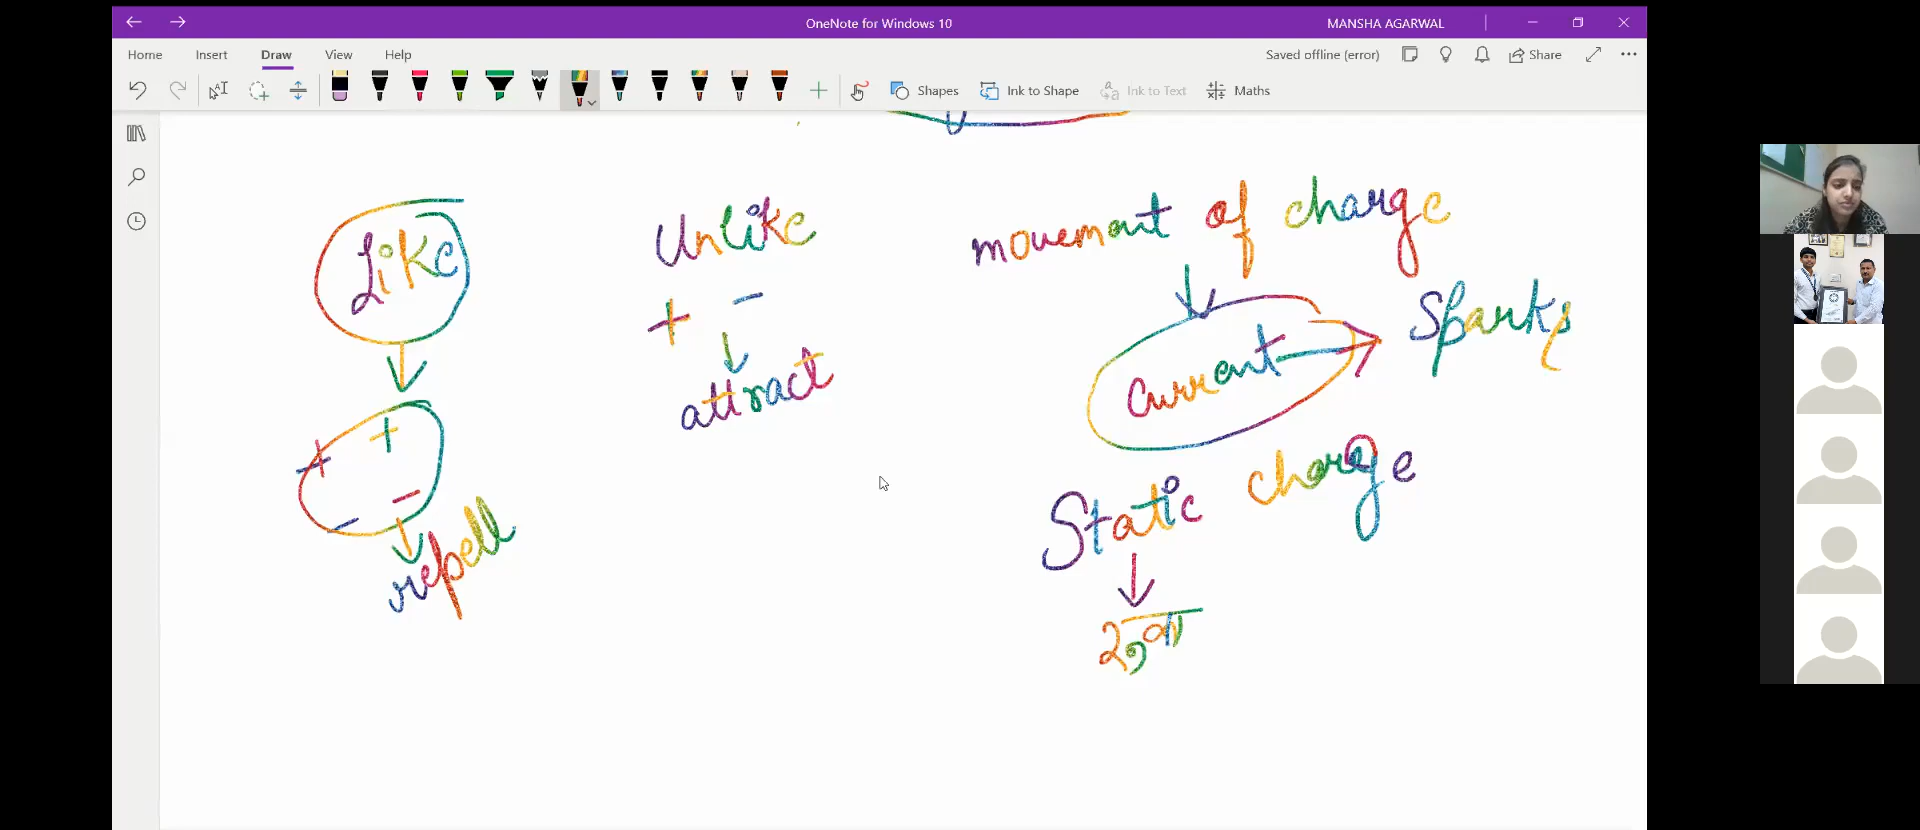 OneNote for Windows 10
MANSHA AGARWAL
Home Insert Draw View Help
Saved offline (error)
Share
Shapes
Ink to Shape
Ink to Text
Maths
Like
+ +
- -
repell
Unlike
+ -
attract
movement of charge
Current → Sparks
Static charge